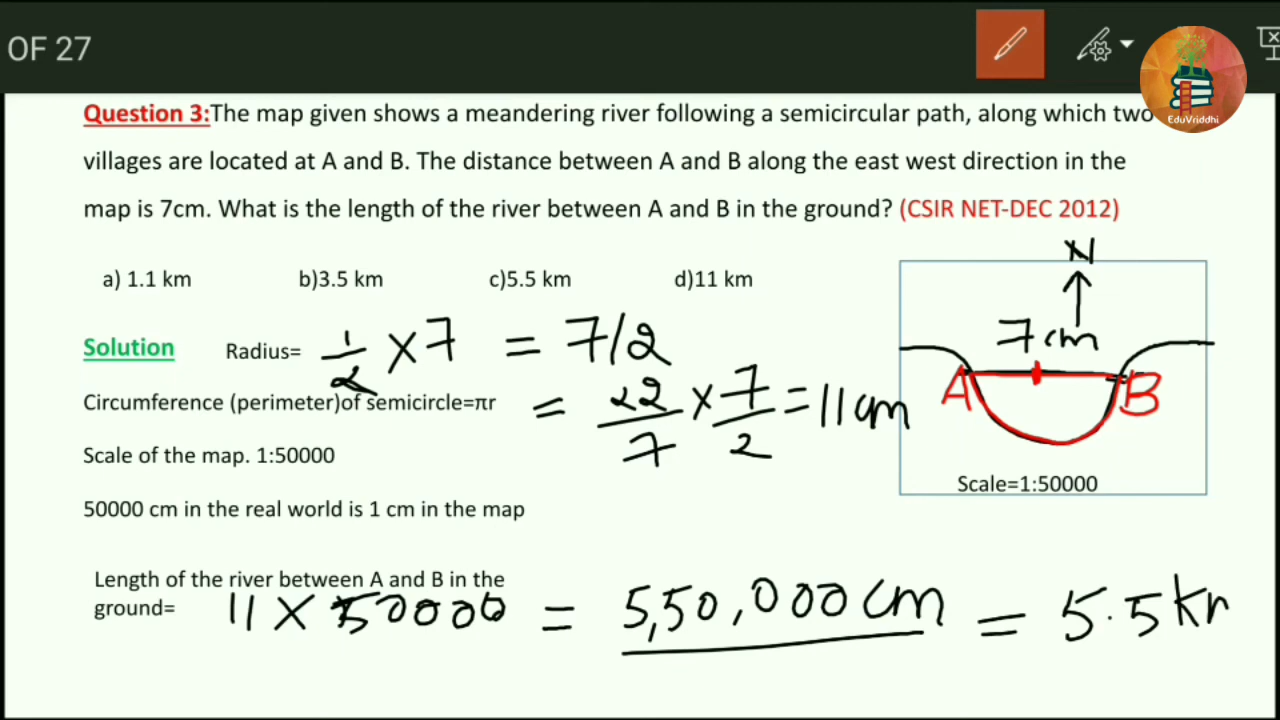 OF 27
EduVriddhi
Question 3:The map given shows a meandering river following a semicircular path, along which two
villages are located at A and B. The distance between A and B along the east west direction in the
map is 7cm. What is the length of the river between A and B in the ground? (CSIR NET-DEC 2012)
a) 1.1 km b)3.5 km c)5.5 km d)11 km
N
7cm
A B
Scale=1:50000
Solution Radius= 1/2 × 7 = 7/2
Circumference (perimeter)of semicircle=πr = 22/7 × 7/2 = 11cm
Scale of the map. 1:50000
50000 cm in the real world is 1 cm in the map
Length of the river between A and B in the
ground= 11 × 50000 = 5,50,000cm = 5.5kr